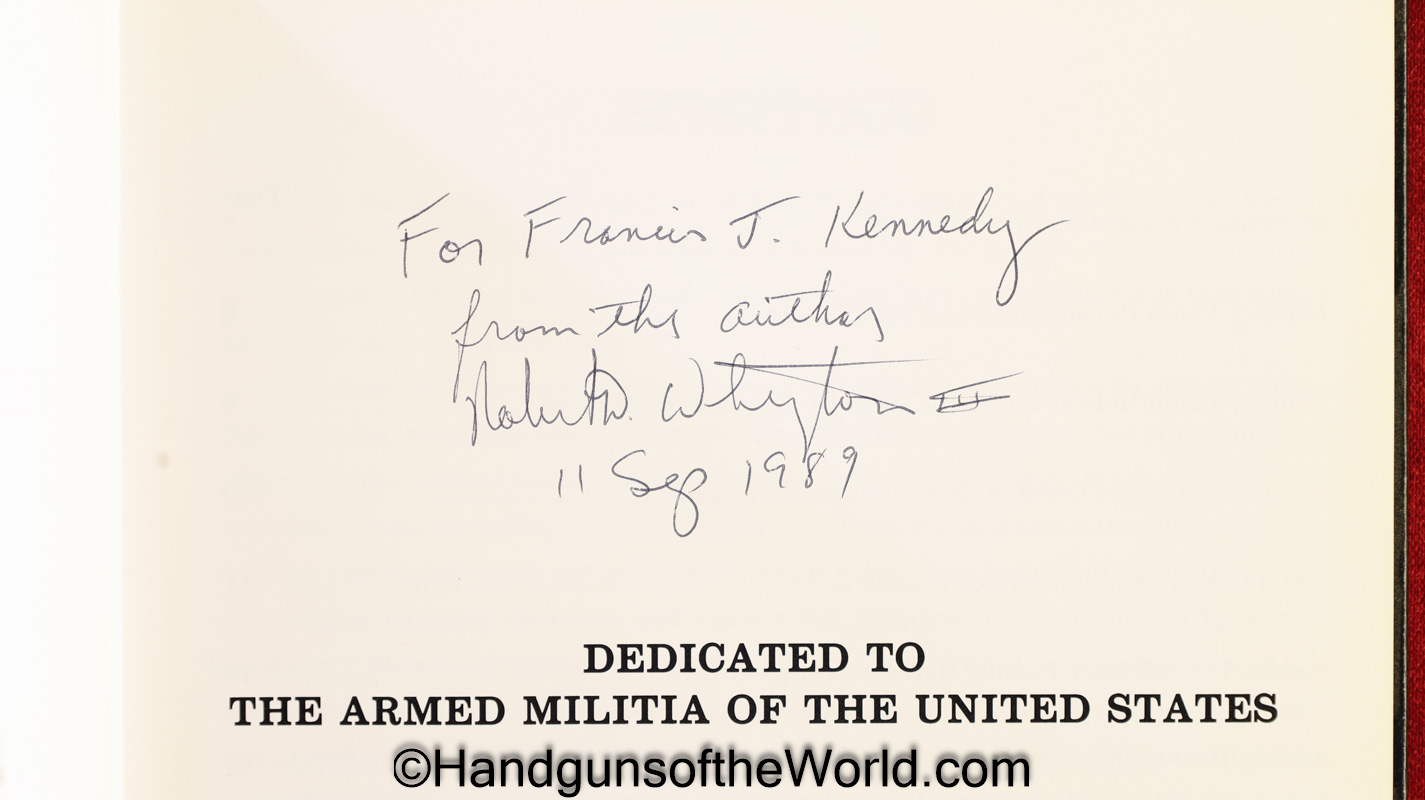 For Francis J. Kennedy
from the author
Robert D. Whittington III
11 Sep 1989
DEDICATED TO
THE ARMED MILITIA OF THE UNITED STATES
©HandgunsoftheWorld.com